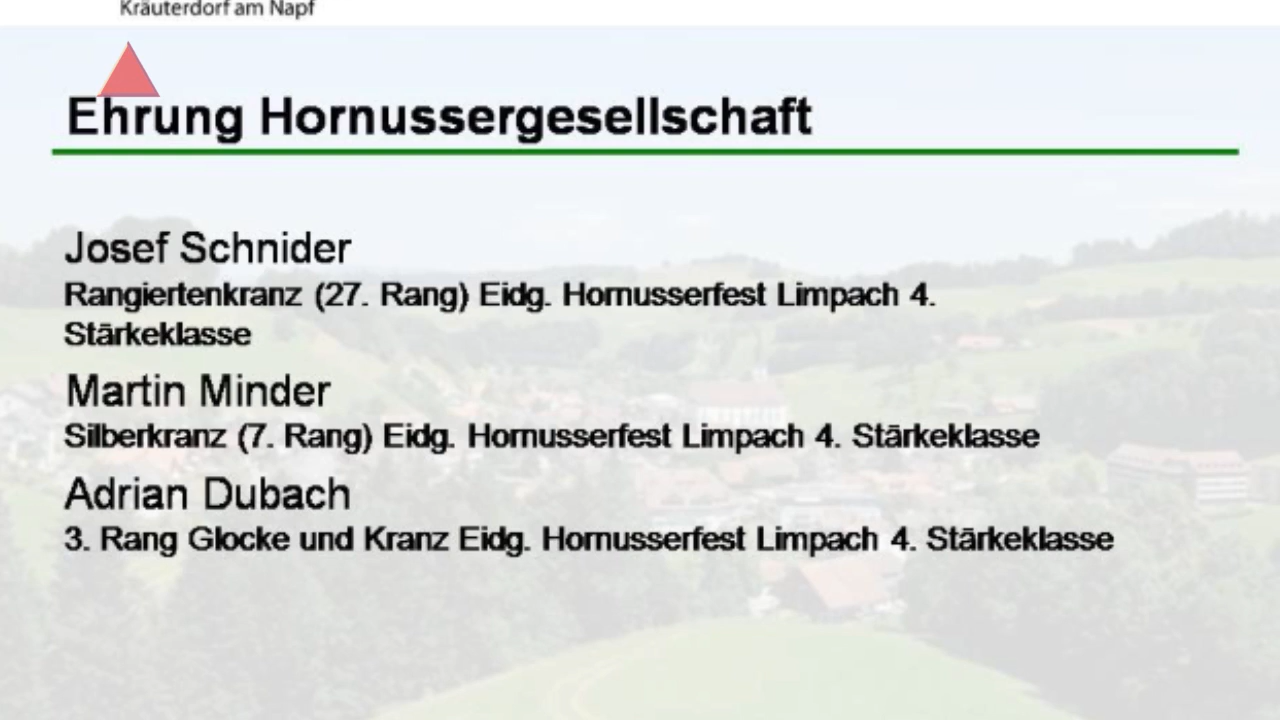 Kräuterdorf am Napf
Ehrung Hornussergesellschaft
Josef Schnider
Rangiertenkranz (27. Rang) Eidg. Hornusserfest Limpach 4.
Stärkeklasse
Martin Minder
Silberkranz (7. Rang) Eidg. Hornusserfest Limpach 4. Stärkeklasse
Adrian Dubach
3. Rang Glocke und Kranz Eidg. Hornusserfest Limpach 4. Stärkeklasse